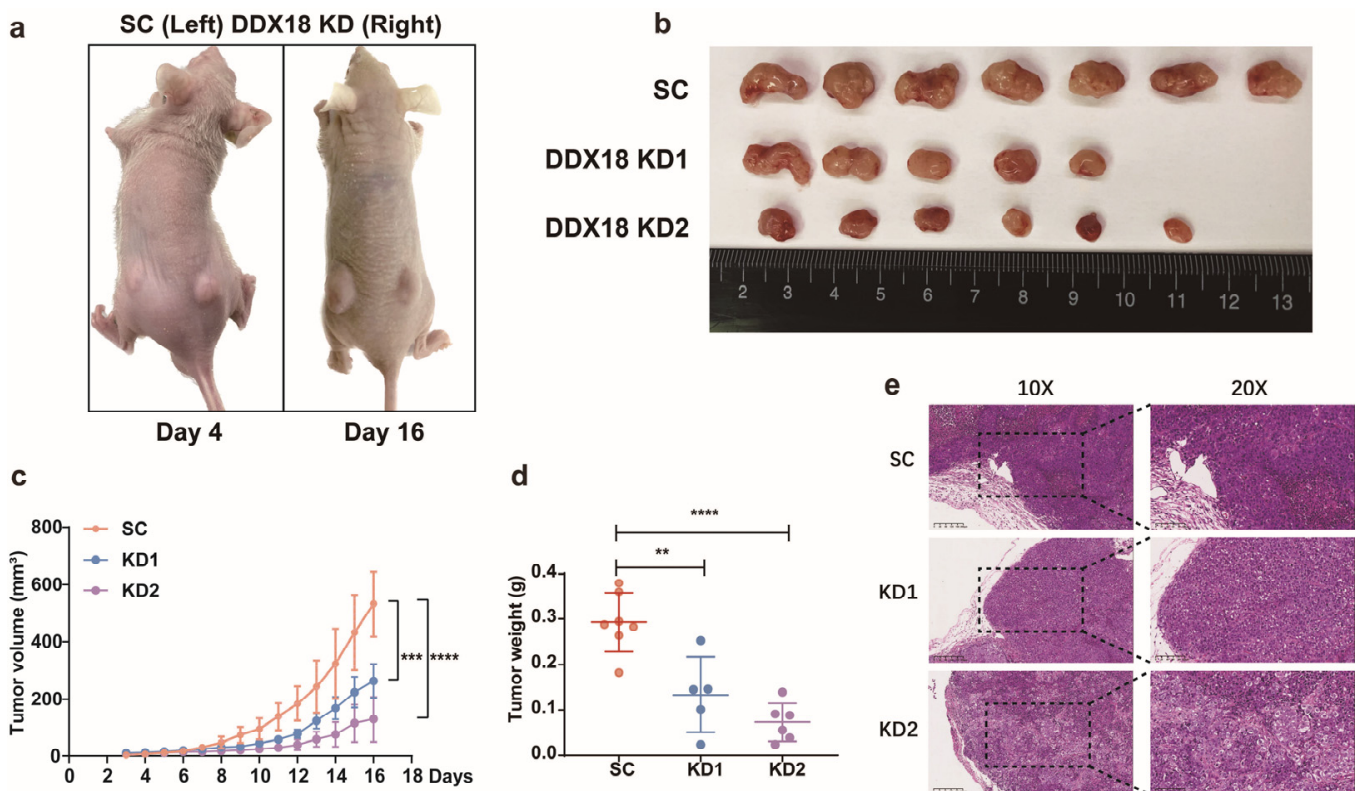 a
SC (Left) DDX18 KD (Right)
Day 4
Day 16
b
SC
DDX18 KD1
DDX18 KD2
2 3 4 5 6 7 8 9 10 11 12 13
c
Tumor volume (mm³)
800
600
400
200
0
SC
KD1
KD2
***
****
0 2 4 6 8 10 12 14 16 18 Days
d
Tumor weight (g)
****
**
0.4
0.3
0.2
0.1
0.0
SC KD1 KD2
e
10X 20X
SC
KD1
KD2